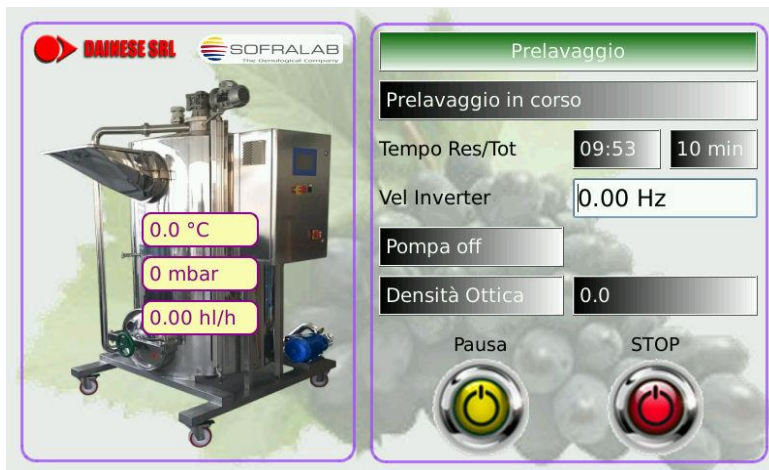 DAINESE SRL
SOFRALAB
The Oenological Company
0.0 °C
0 mbar
0.00 hl/h
Prelavaggio
Prelavaggio in corso
Tempo Res/Tot 09:53 10 min
Vel Inverter 0.00 Hz
Pompa off
Densità Ottica 0.0
Pausa STOP